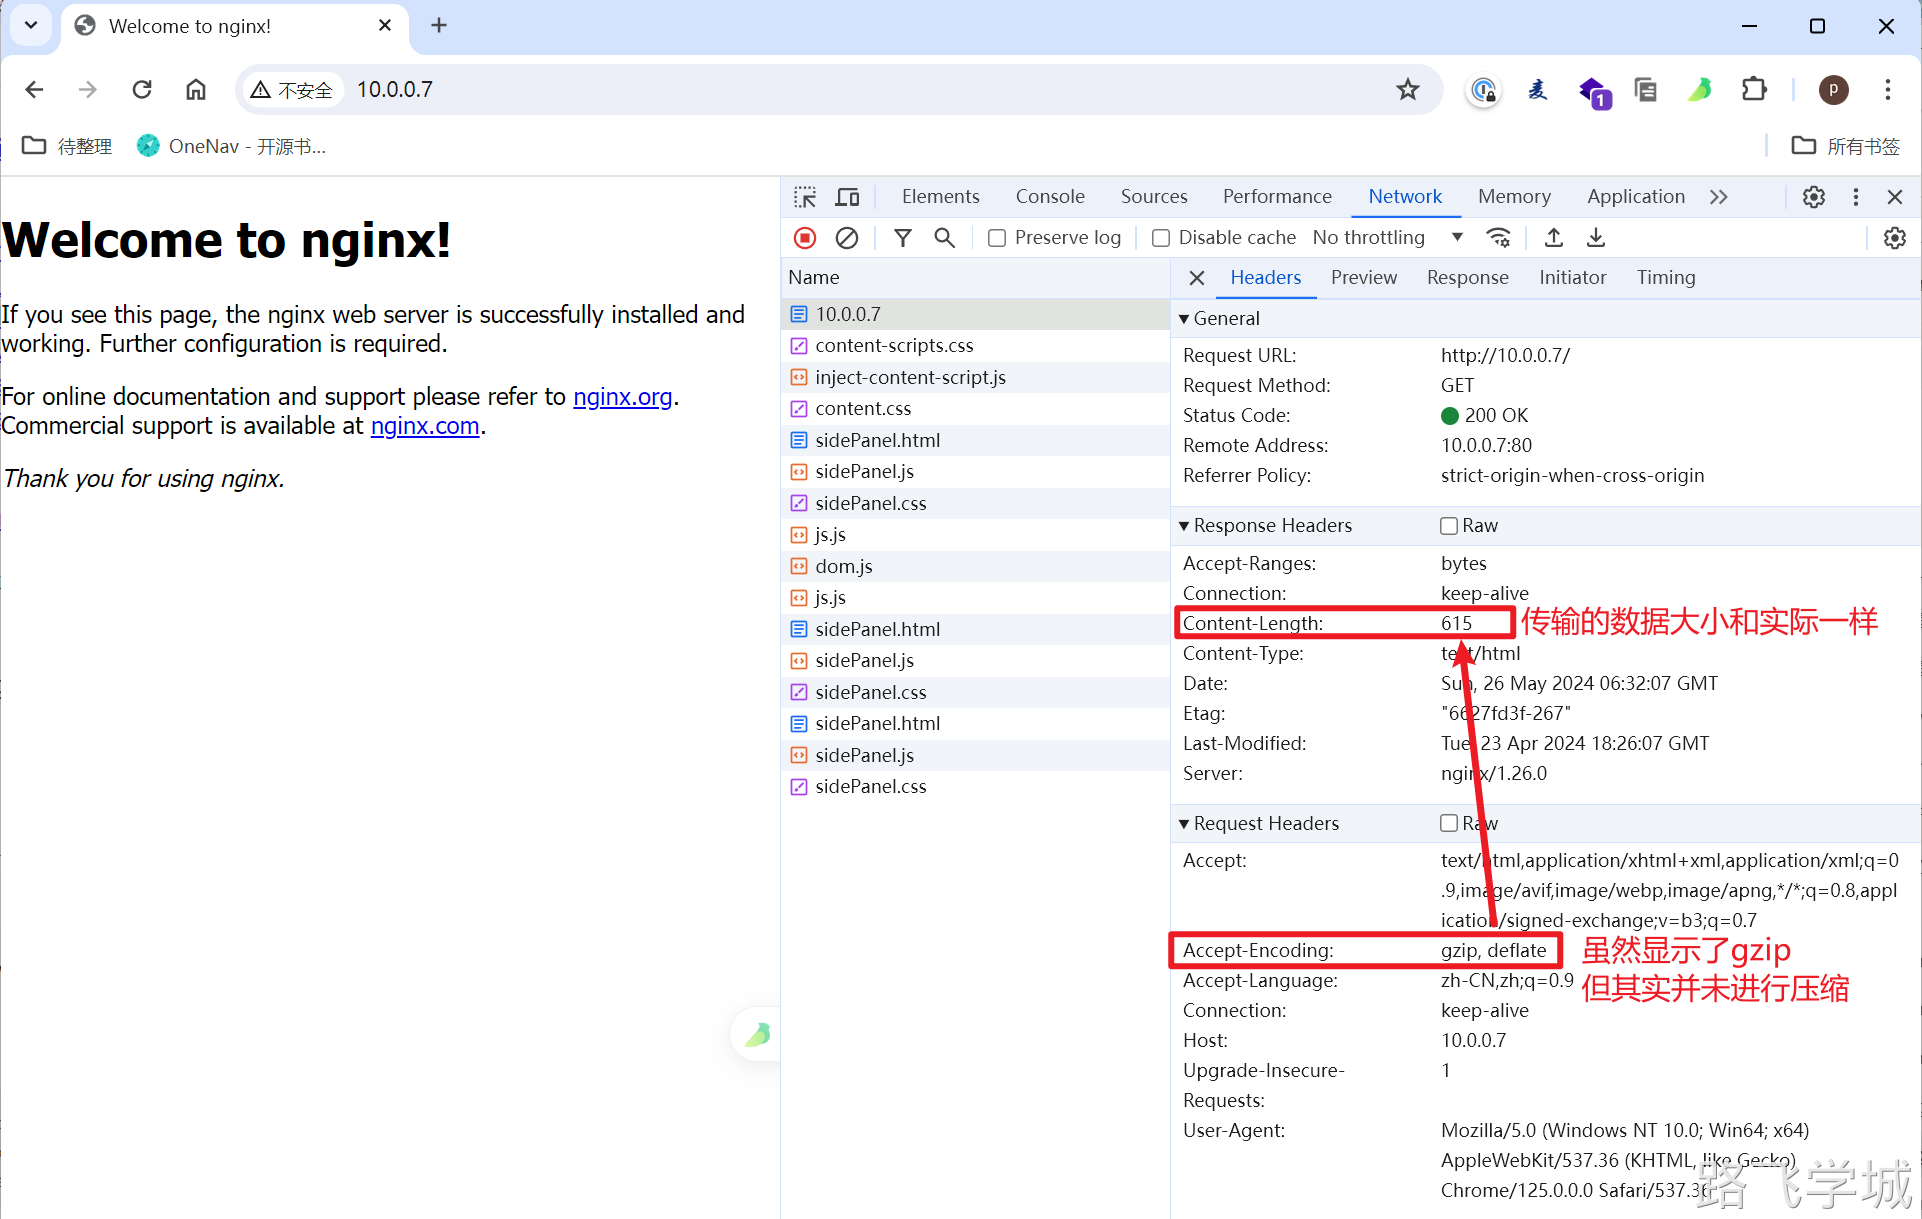 Welcome to nginx!
不安全
10.0.0.7
麦
1
p
待整理
OneNav - 开源书...
所有书签
Welcome to nginx!
If you see this page, the nginx web server is successfully installed and
working. Further configuration is required.
For online documentation and support please refer to nginx.org.
Commercial support is available at nginx.com.
Thank you for using nginx.
Elements Console Sources Performance Network Memory Application
Preserve log Disable cache No throttling
Name
10.0.0.7
content-scripts.css
inject-content-script.js
content.css
sidePanel.html
sidePanel.js
sidePanel.css
js.js
dom.js
js.js
sidePanel.html
sidePanel.js
sidePanel.css
sidePanel.html
sidePanel.js
sidePanel.css
Headers Preview Response Initiator Timing
General
Request URL: http://10.0.0.7/
Request Method: GET
Status Code: 200 OK
Remote Address: 10.0.0.7:80
Referrer Policy: strict-origin-when-cross-origin
Response Headers Raw
Accept-Ranges: bytes
Connection: keep-alive
Content-Length: 615 传输的数据大小和实际一样
Content-Type: text/html
Date: Sun, 26 May 2024 06:32:07 GMT
Etag: "6627fd3f-267"
Last-Modified: Tue, 23 Apr 2024 18:26:07 GMT
Server: nginx/1.26.0
Request Headers Raw
Accept: text/html,application/xhtml+xml,application/xml;q=0
.9,image/avif,image/webp,image/apng,*/*;q=0.8,appl
ication/signed-exchange;v=b3;q=0.7
Accept-Encoding: gzip, deflate 虽然显示了gzip
但其实并未进行压缩
Accept-Language: zh-CN,zh;q=0.9
Connection: keep-alive
Host: 10.0.0.7
Upgrade-Insecure- 1
Requests:
User-Agent: Mozilla/5.0 (Windows NT 10.0; Win64; x64)
AppleWebKit/537.36 (KHTML, like Gecko)
Chrome/125.0.0.0 Safari/537.36
路飞学城